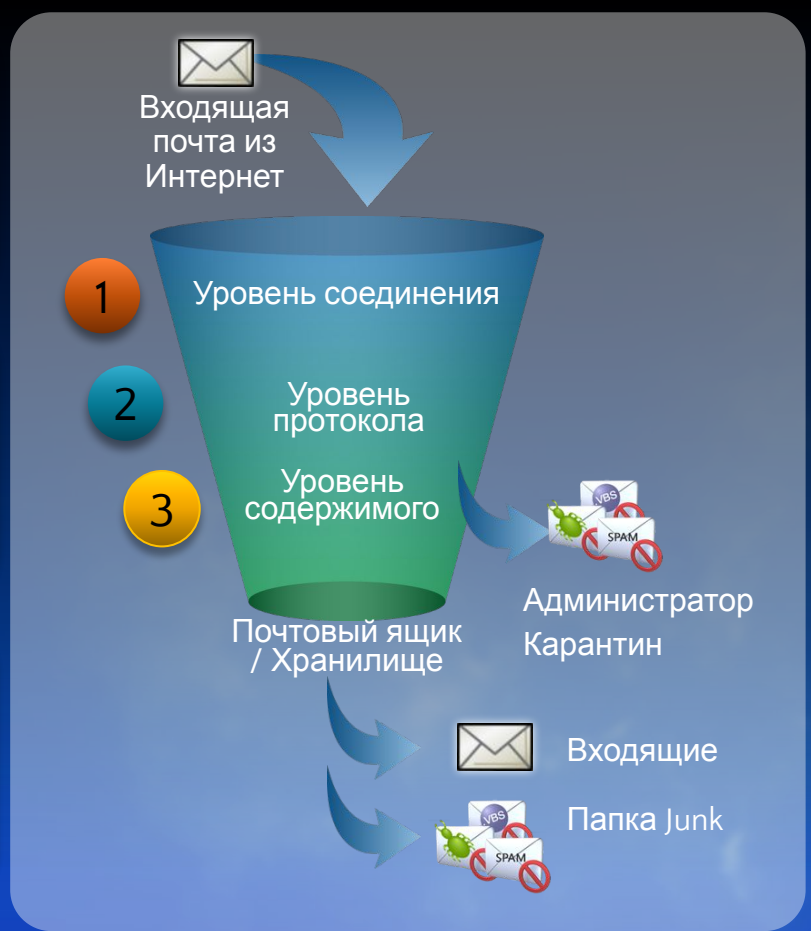 Входящая
почта из
Интернет
1
Уровень соединения
2
Уровень
протокола
3
Уровень
содержимого
VBS
SPAM
Администратор
Карантин
Почтовый ящик
/ Хранилище
Входящие
Папка Junk
VBS
SPAM